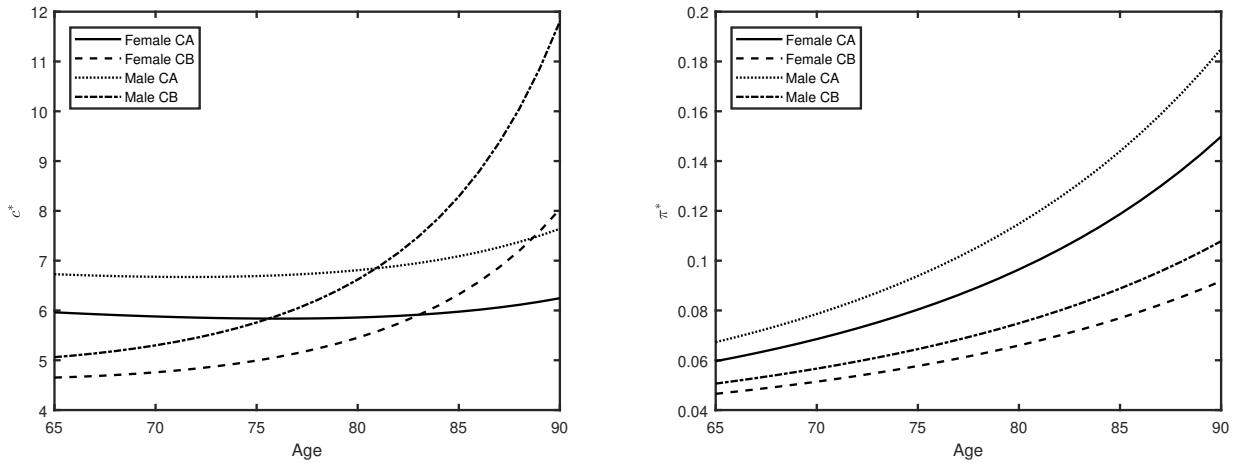 12
11
10
9
8
7
6
5
4
c*
Female CA
Female CB
Male CA
Male CB
65 70 75 80 85 90
Age
0.2
0.18
0.16
0.14
0.12
0.1
0.08
0.06
0.04
π*
Female CA
Female CB
Male CA
Male CB
65 70 75 80 85 90
Age